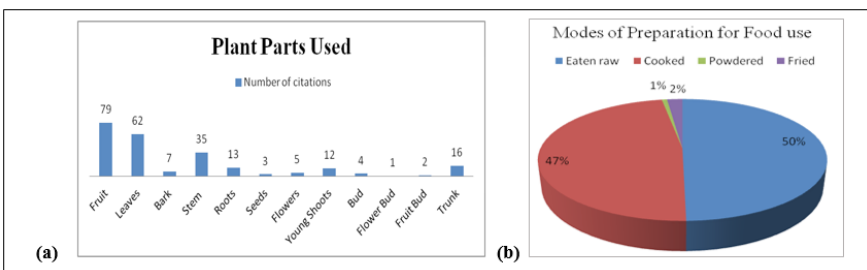 Plant Parts Used
Number of citations
79
62
7
35
13
3
5
12
4
1
2
16
Fruit
Leaves
Bark
Stem
Roots
Seeds
Flowers
Young Shoots
Bud
Flower Bud
Fruit Bud
Trunk
(a)
Modes of Preparation for Food use
Eaten raw Cooked Powdered Fried
1% 2%
50%
47%
(b)